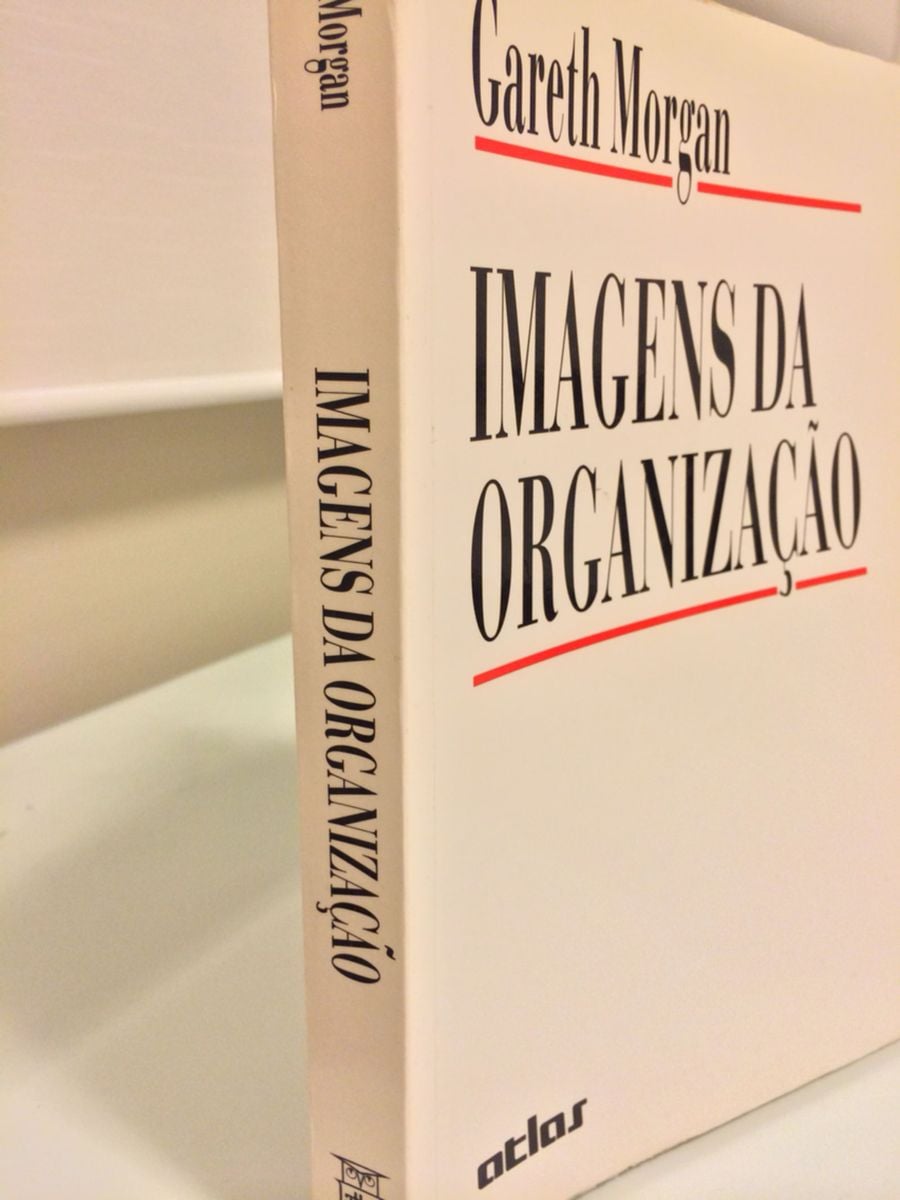 Morgan
IMAGENS DA ORGANIZAÇÃO
Gareth Morgan
IMAGENS DA
ORGANIZAÇÃO
atlas